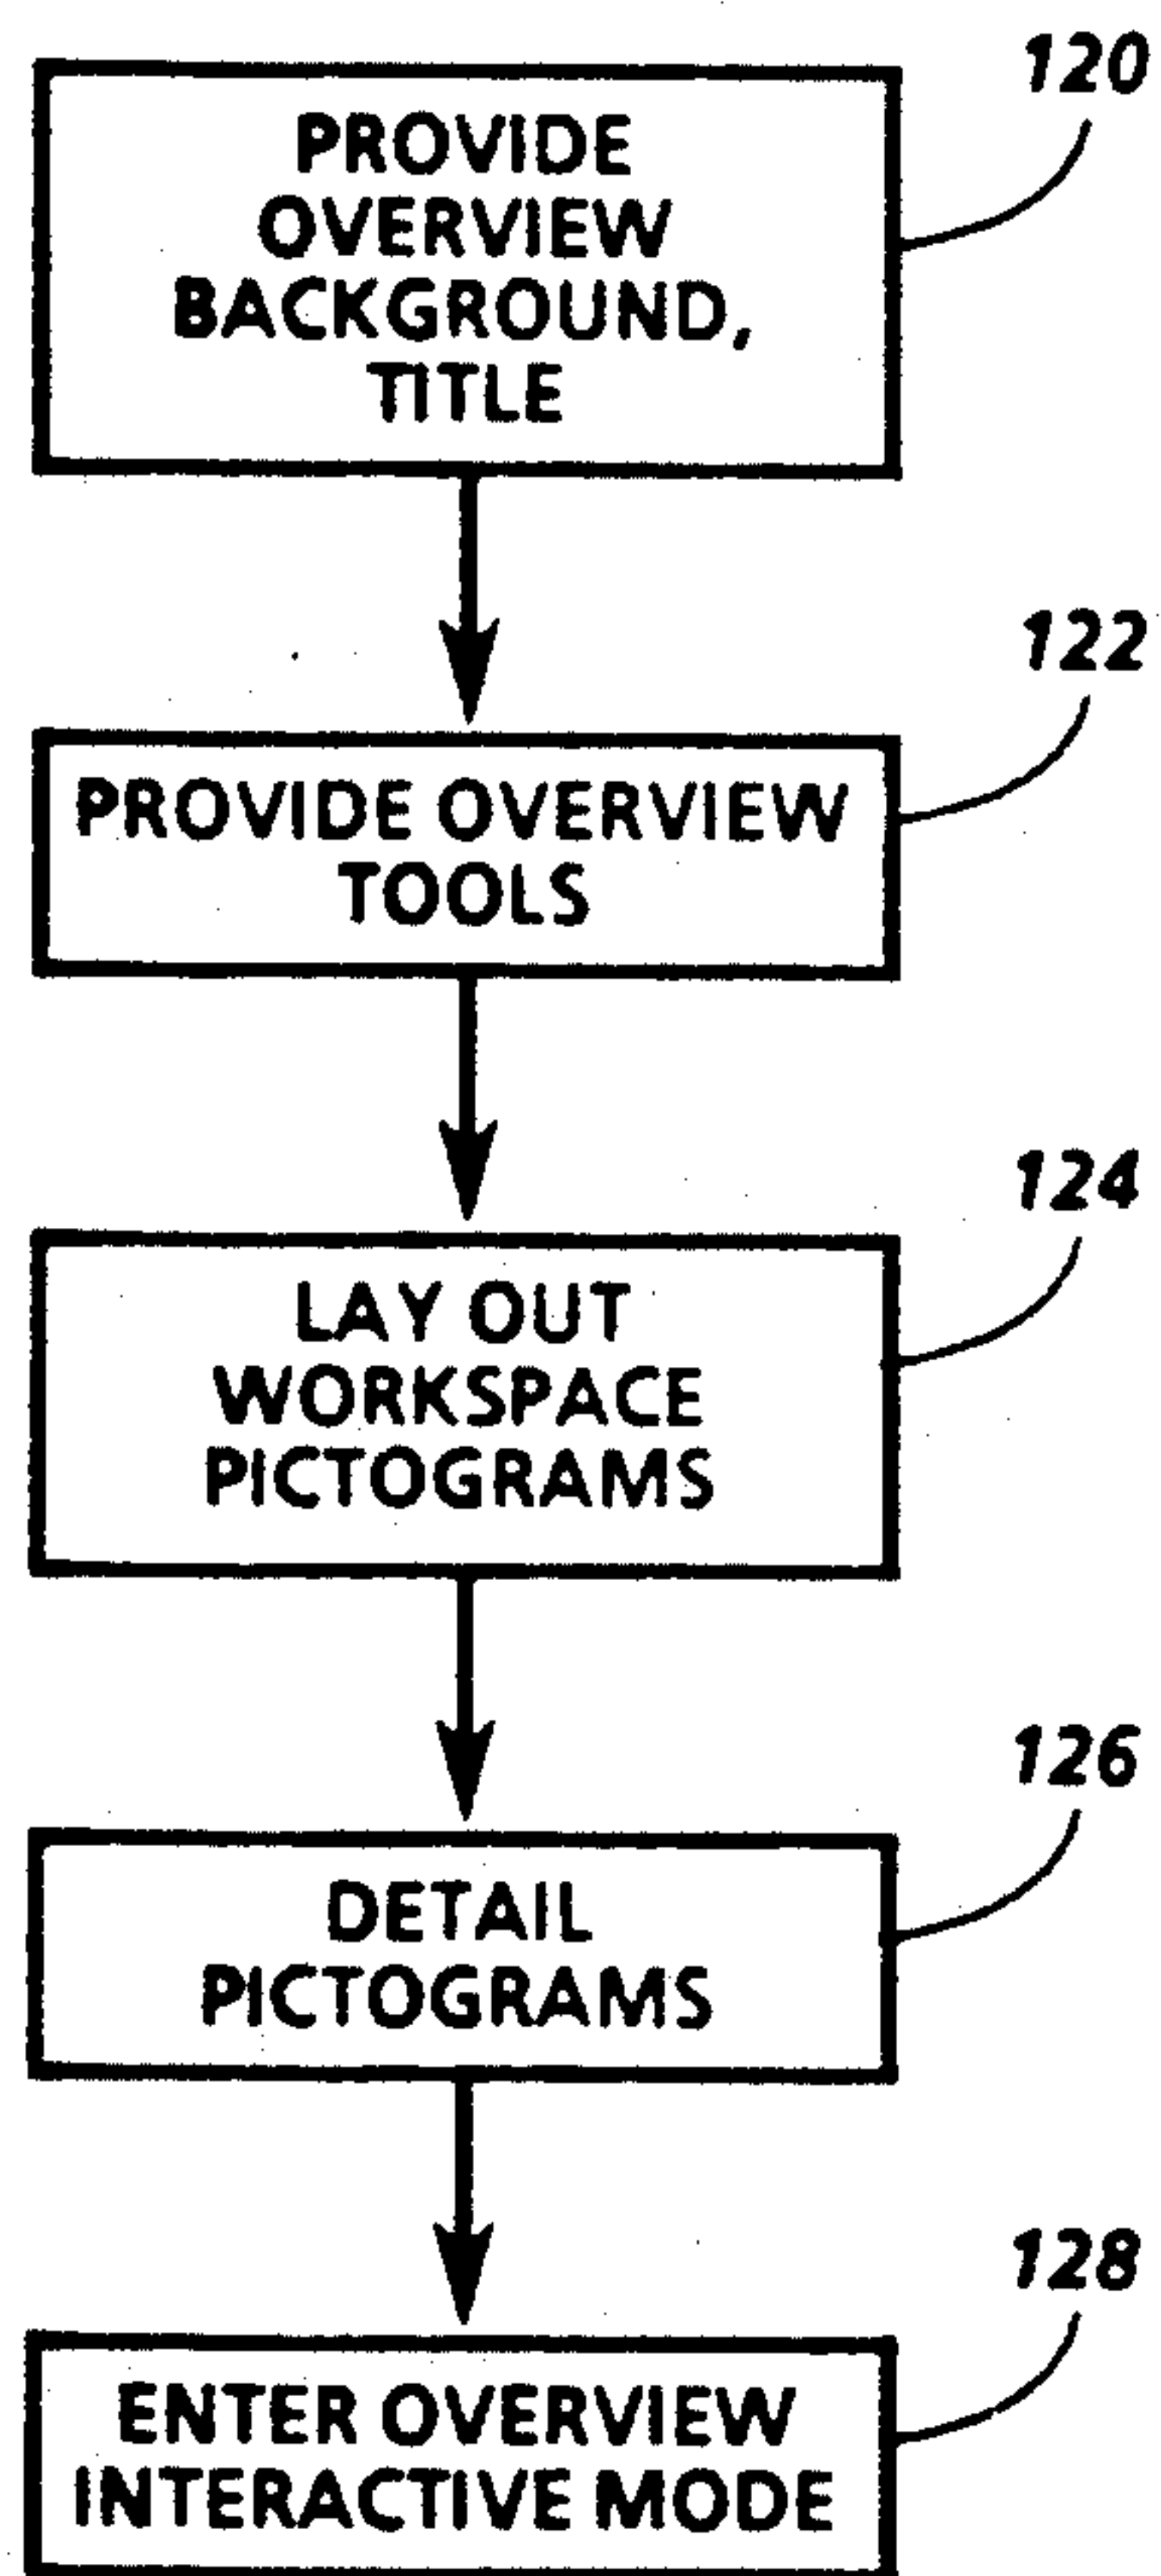 120
PROVIDE
OVERVIEW
BACKGROUND,
TITLE
122
PROVIDE OVERVIEW
TOOLS
124
LAY OUT
WORKSPACE
PICTOGRAMS
126
DETAIL
PICTOGRAMS
128
ENTER OVERVIEW
INTERACTIVE MODE